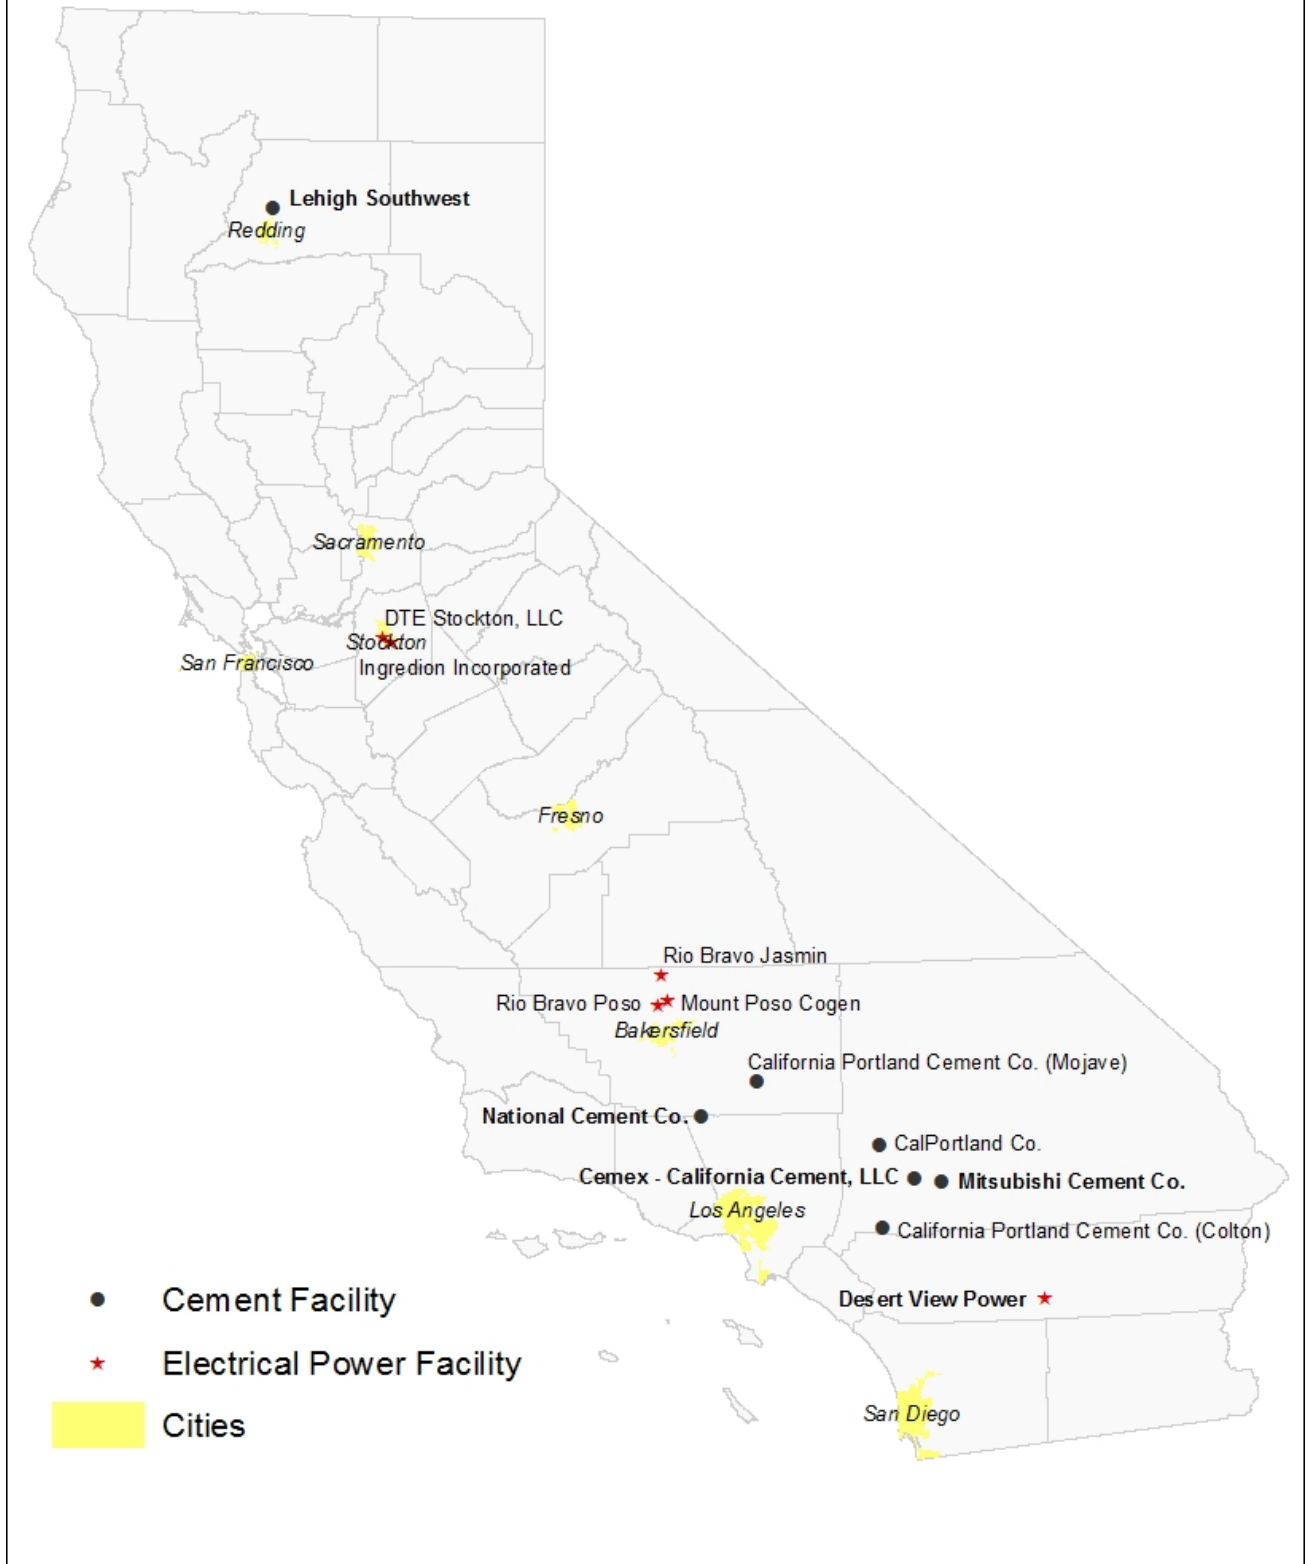 Lehigh Southwest
Redding
Sacramento
DTE Stockton, LLC
Stockton
San Francisco
Ingredion Incorporated
Fresno
Rio Bravo Jasmin
Rio Bravo Poso
Mount Poso Cogen
Bakersfield
California Portland Cement Co. (Mojave)
National Cement Co.
CalPortland Co.
Cemex - California Cement, LLC
Mitsubishi Cement Co.
Los Angeles
California Portland Cement Co. (Colton)
Desert View Power
San Diego
Cement Facility
Electrical Power Facility
Cities